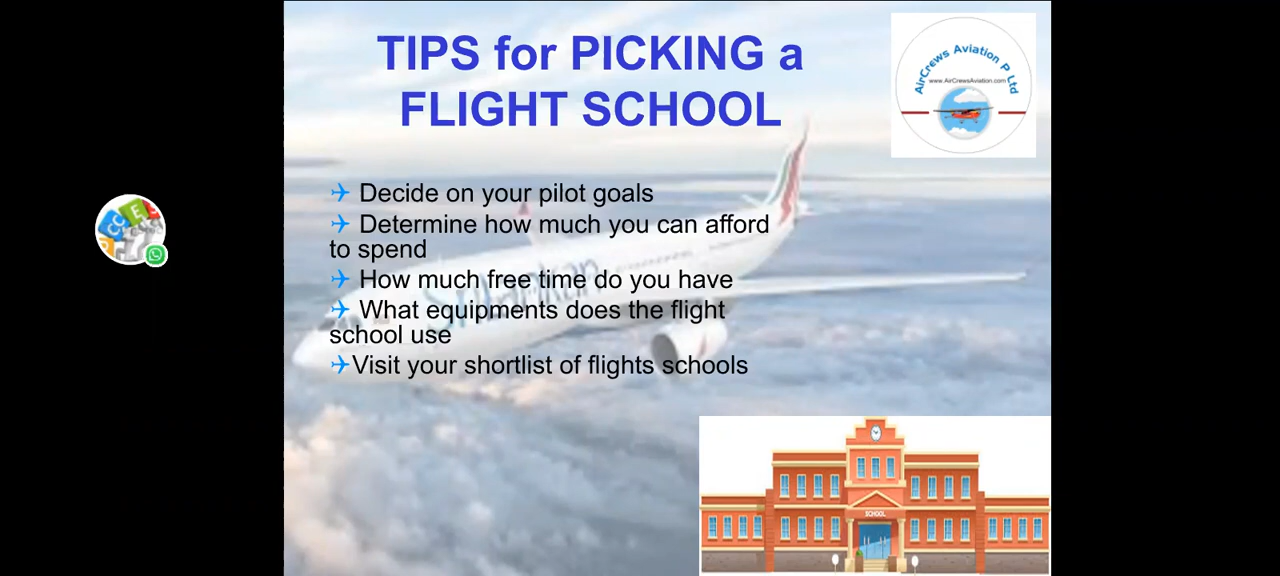 TIPS for PICKING a
FLIGHT SCHOOL
AirCrews Aviation P Ltd
www.AirCrewsAviation.com
✈ Decide on your pilot goals
✈ Determine how much you can afford
to spend
✈ How much free time do you have
✈ What equipments does the flight
school use
✈Visit your shortlist of flights schools
SriLankan
SCHOOL